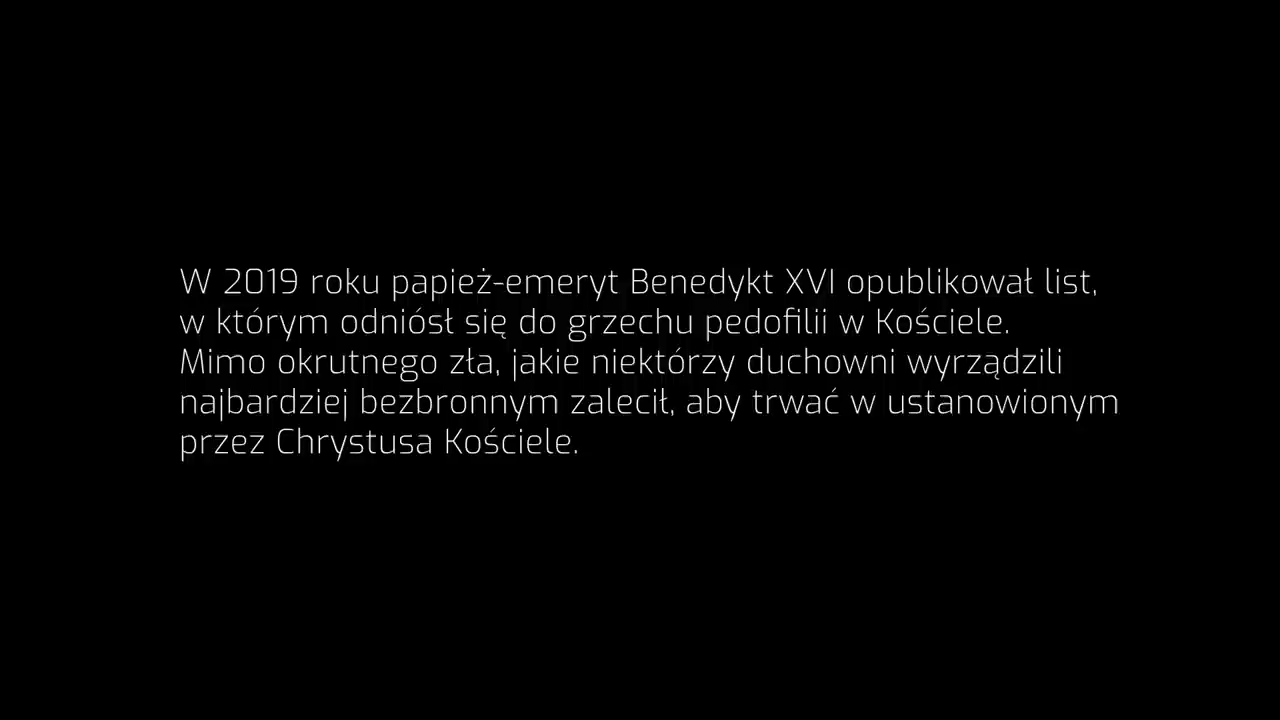 W 2019 roku papież-emeryt Benedykt XVI opublikował list,
w którym odniósł się do grzechu pedofilii w Kościele.
Mimo okrutnego zła, jakie niektórzy duchowni wyrządzili
najbardziej bezbronnym zalecił, aby trwać w ustanowionym
przez Chrystusa Kościele.